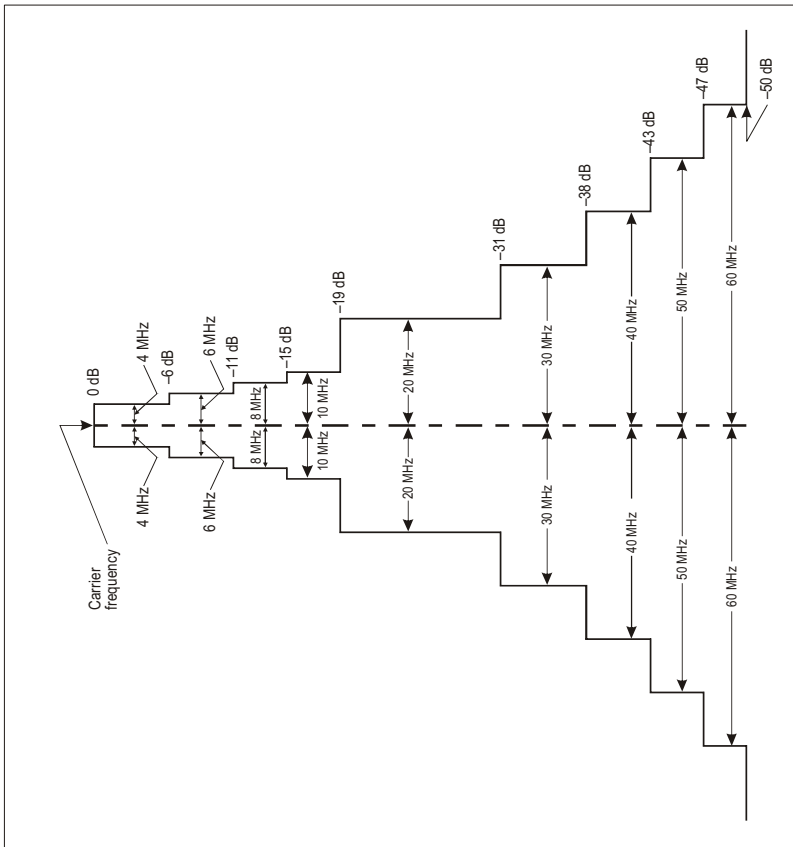 Carrier
frequency
0 dB
4 MHz
4 MHz
–6 dB
6 MHz
6 MHz
–11 dB
8 MHz
8 MHz
–15 dB
10 MHz
10 MHz
–19 dB
20 MHz
20 MHz
–31 dB
30 MHz
30 MHz
–38 dB
40 MHz
40 MHz
–43 dB
50 MHz
50 MHz
–47 dB
60 MHz
60 MHz
–50 dB